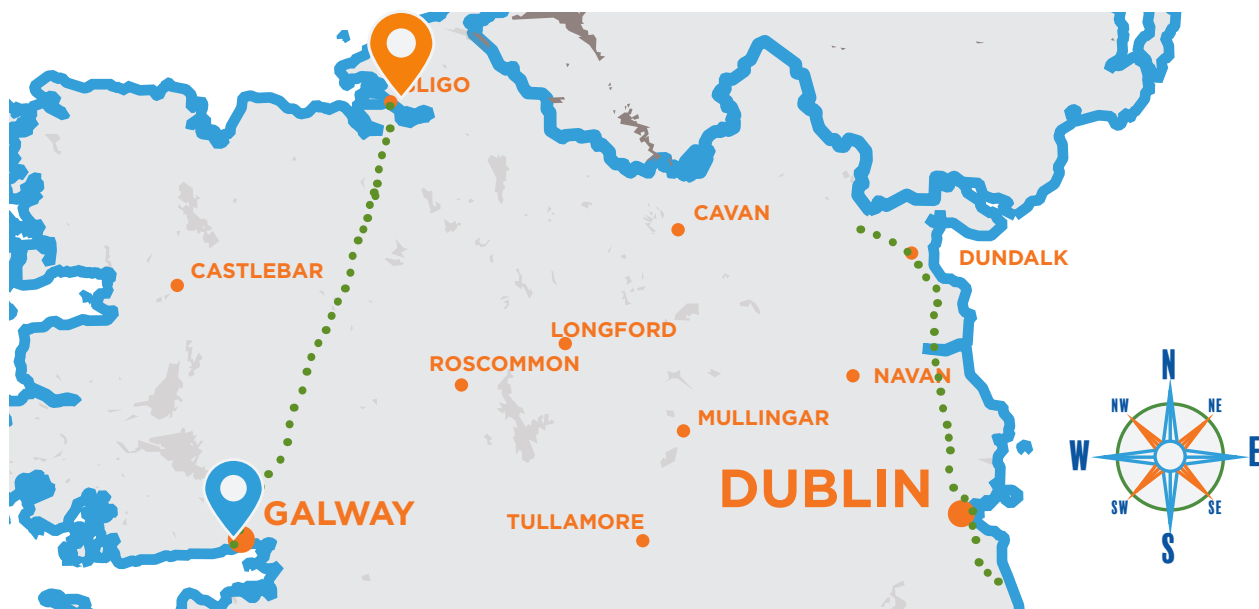 SLIGO
CAVAN
DUNDALK
CASTLEBAR
LONGFORD
ROSCOMMON
NAVAN
MULLINGAR
DUBLIN
GALWAY
TULLAMORE
N
NW
NE
W
E
SW
SE
S